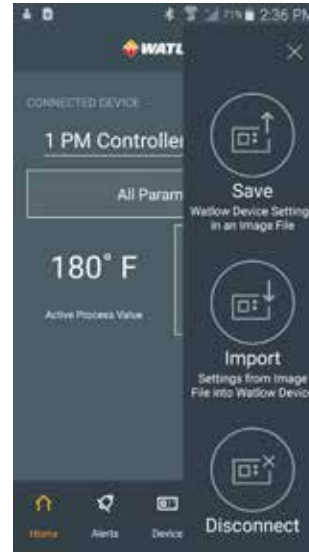 2:36 PM
WATL
CONNECTED DEVICE
1 PM Controller
All Param
180° F
Active Process Value
Save
Watlow Device Setting
in an Image File
Import
Settings from Image
File into Watlow Device
Disconnect
Home
Alerts
Device